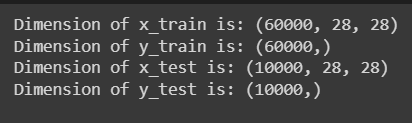 Dimension of x_train is: (60000, 28, 28)
Dimension of y_train is: (60000,)
Dimension of x_test is: (10000, 28, 28)
Dimension of y_test is: (10000,)